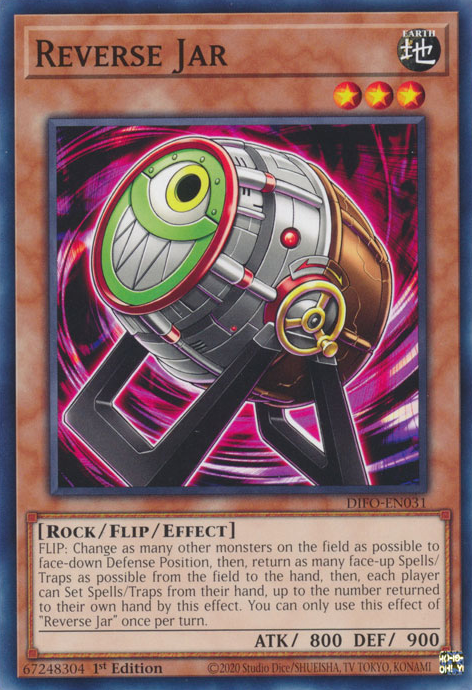 REVERSE JAR
EARTH
地
DIFO-EN031
[ROCK/FLIP/EFFECT]
FLIP: Change as many other monsters on the field as possible to
face-down Defense Position, then, return as many face-up Spells/
Traps as possible from the field to the hand, then, each player
can Set Spells/Traps from their hand, up to the number returned
to their own hand by this effect. You can only use this effect of
"Reverse Jar" once per turn.
ATK/ 800 DEF/ 900
67248304 1st Edition ©2020 Studio Dice/SHUEISHA, TV TOKYO, KONAMI